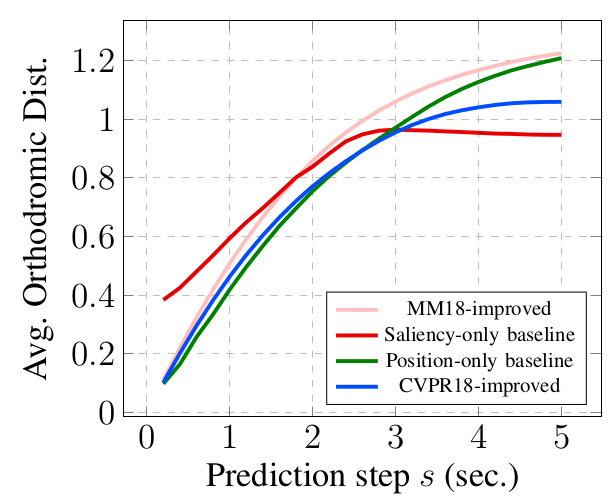 Avg. Orthodromic Dist.
1.2
1
0.8
0.6
0.4
0.2
0
0 1 2 3 4 5
Prediction step s (sec.)
MM18-improved
Saliency-only baseline
Position-only baseline
CVPR18-improved